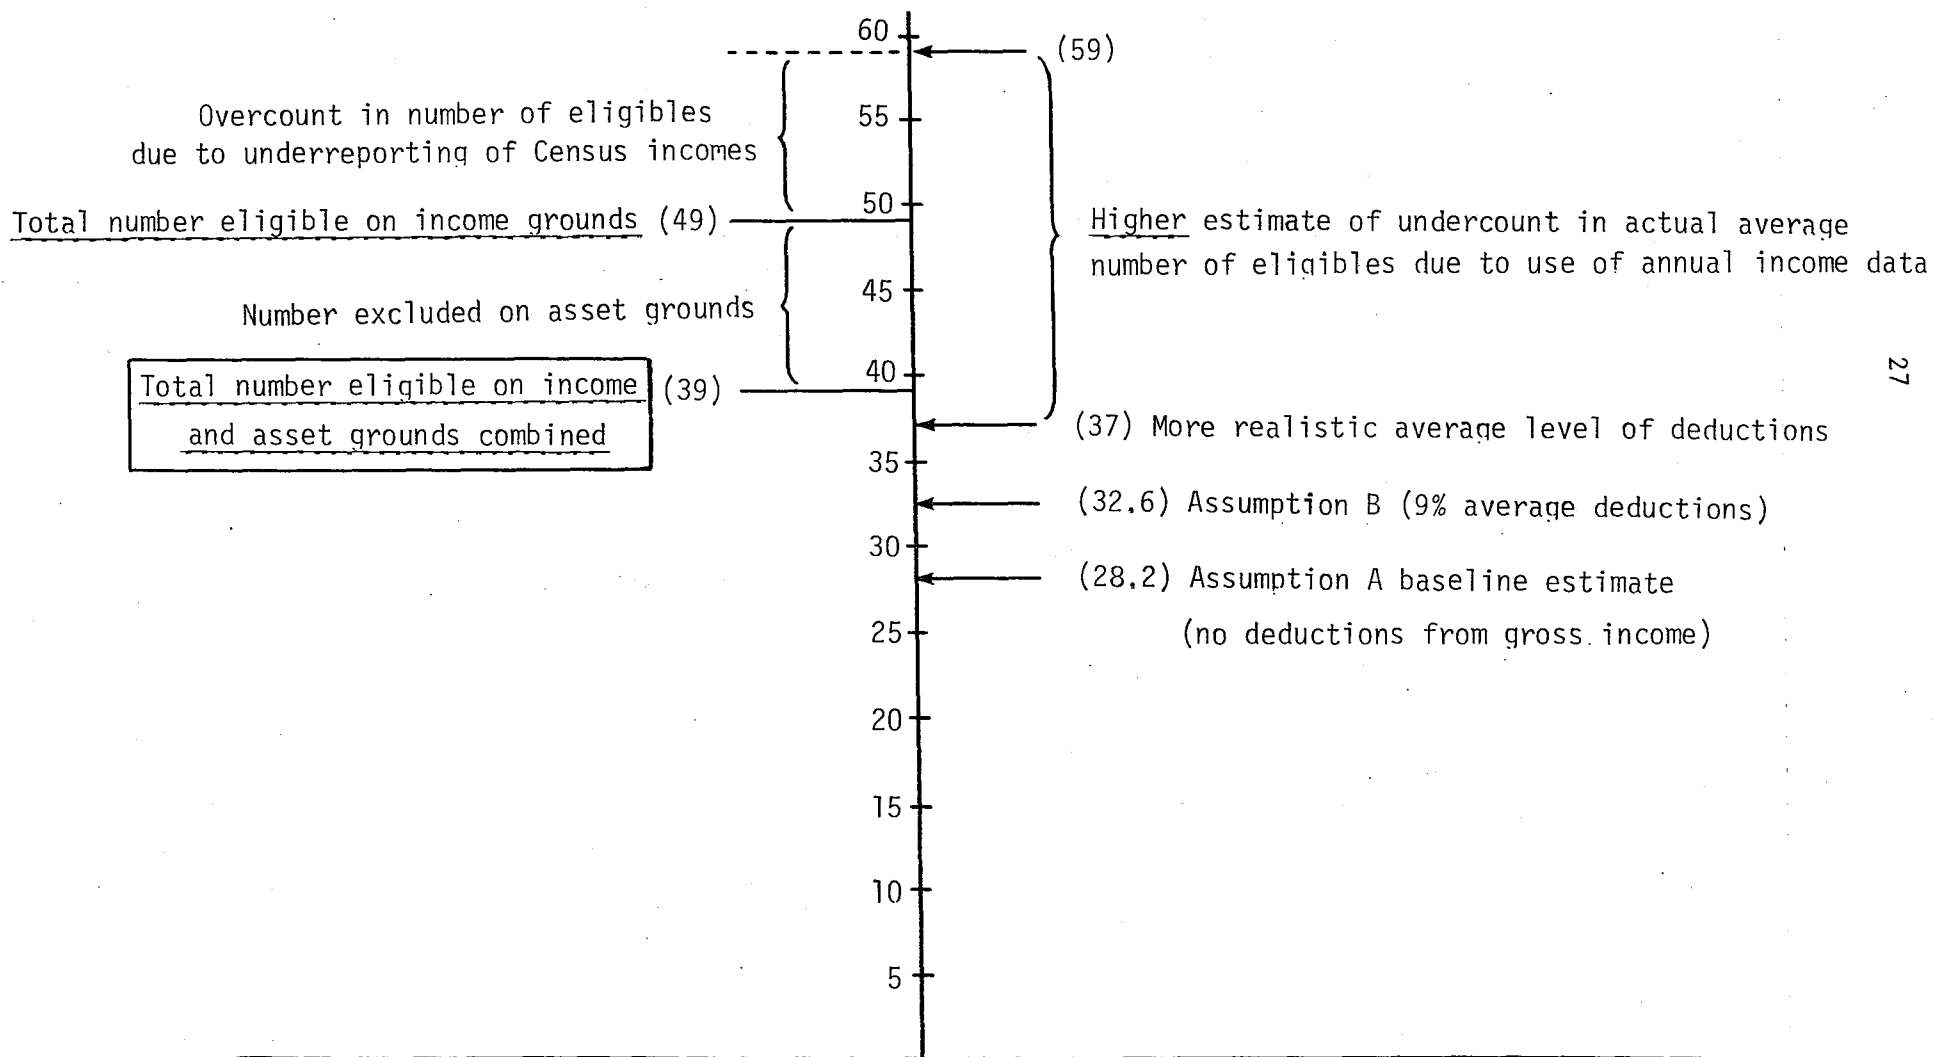 60
(59)
Overcount in number of eligibles
due to underreporting of Census incomes
55
50
Total number eligible on income grounds (49)
Higher estimate of undercount in actual average
number of eligibles due to use of annual income data
45
Number excluded on asset grounds
40
Total number eligible on income
and asset grounds combined
(39)
27
(37) More realistic average level of deductions
35
(32.6) Assumption B (9% average deductions)
30
(28.2) Assumption A baseline estimate
(no deductions from gross income)
25
20
15
10
5